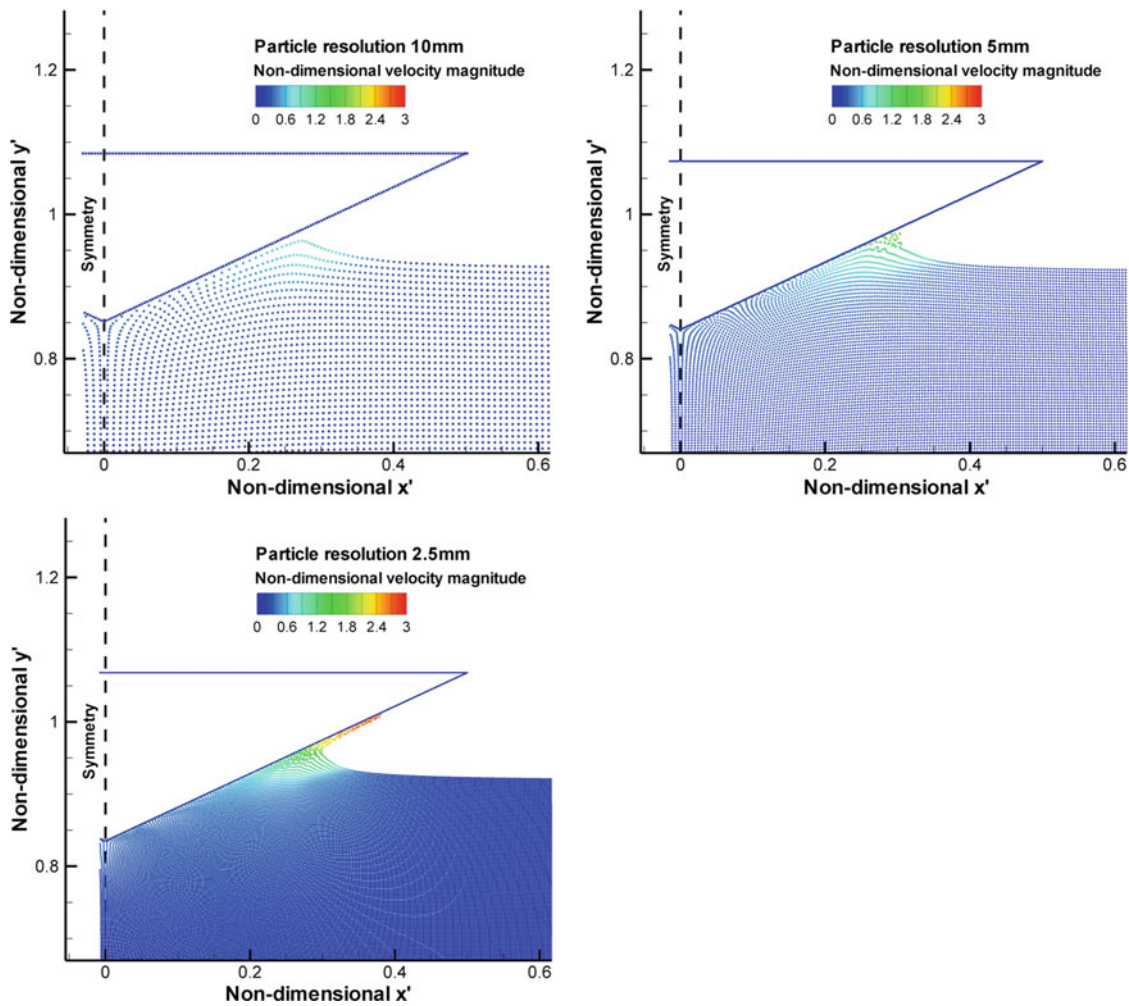 Particle resolution 10mm
Non-dimensional velocity magnitude
0 0.6 1.2 1.8 2.4 3
1.2
1
0.8
Non-dimensional y'
Symmetry
0 0.2 0.4 0.6
Non-dimensional x'
Particle resolution 5mm
Non-dimensional velocity magnitude
0 0.6 1.2 1.8 2.4 3
1.2
1
0.8
Non-dimensional y'
Symmetry
0 0.2 0.4 0.6
Non-dimensional x'
Particle resolution 2.5mm
Non-dimensional velocity magnitude
0 0.6 1.2 1.8 2.4 3
1.2
1
0.8
Non-dimensional y'
Symmetry
0 0.2 0.4 0.6
Non-dimensional x'